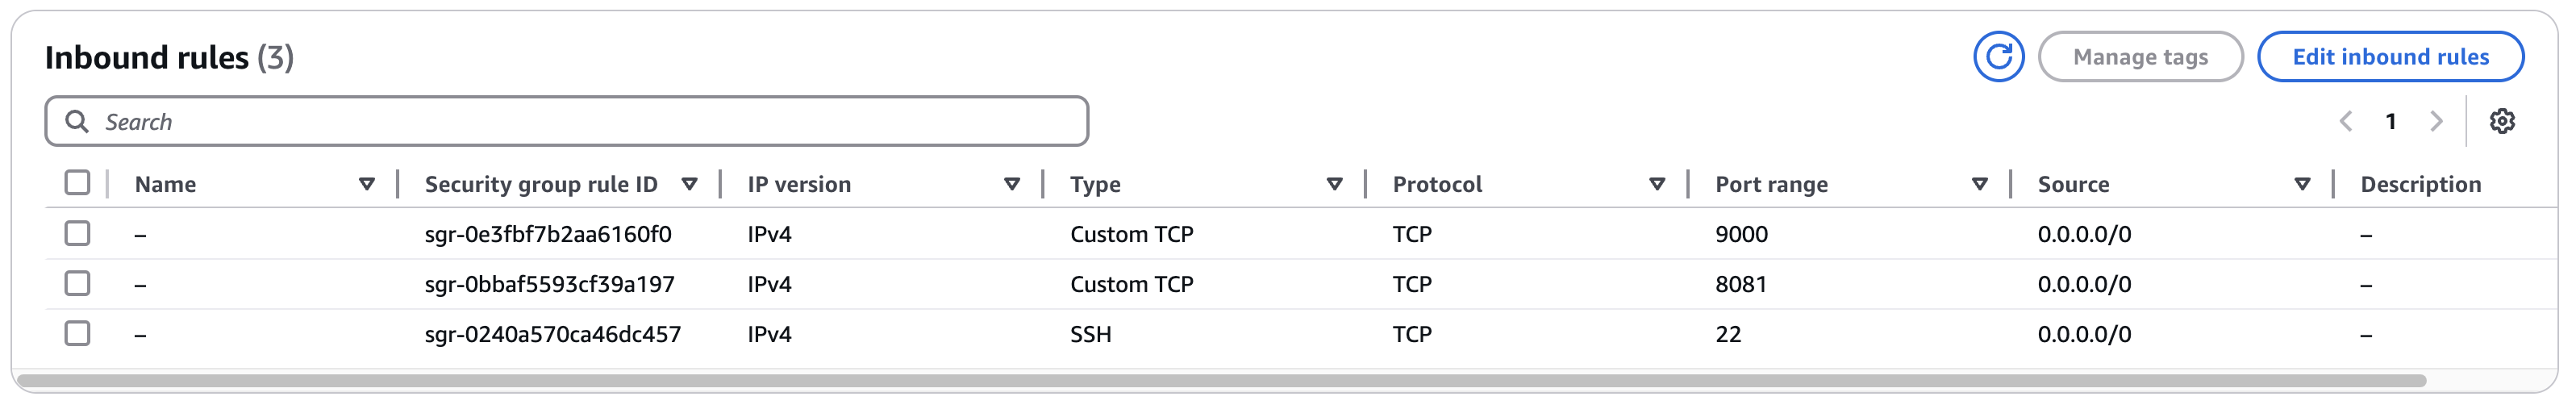 Inbound rules (3)
Manage tags
Edit inbound rules
Search
1
Name Security group rule ID IP version Type Protocol Port range Source Description
– sgr-0e3fbf7b2aa6160f0 IPv4 Custom TCP TCP 9000 0.0.0.0/0 –
– sgr-0bbaf5593cf39a197 IPv4 Custom TCP TCP 8081 0.0.0.0/0 –
– sgr-0240a570ca46dc457 IPv4 SSH TCP 22 0.0.0.0/0 –